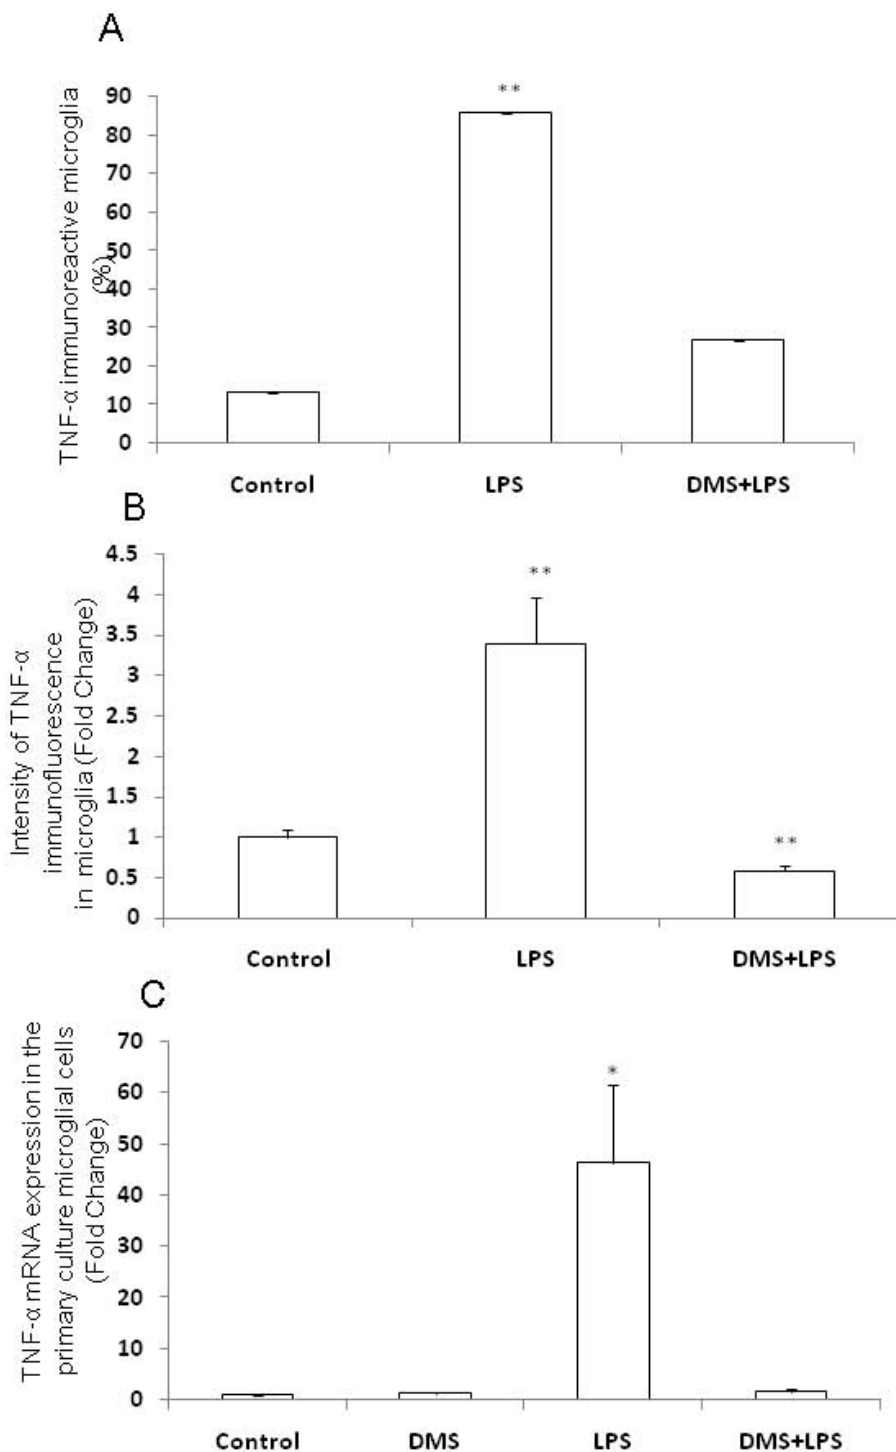 A
TNF-α immunoreactive microglia
(%)
90
80
70
60
50
40
30
20
10
0
**
Control LPS DMS+LPS
B
Intensity of TNF-α
immunofluorescence
in microglia (Fold Change)
4.5
4
3.5
3
2.5
2
1.5
1
0.5
0
**
**
Control LPS DMS+LPS
C
TNF-α mRNA expression in the
primary culture microglial cells
(Fold Change)
70
60
50
40
30
20
10
0
*
Control DMS LPS DMS+LPS